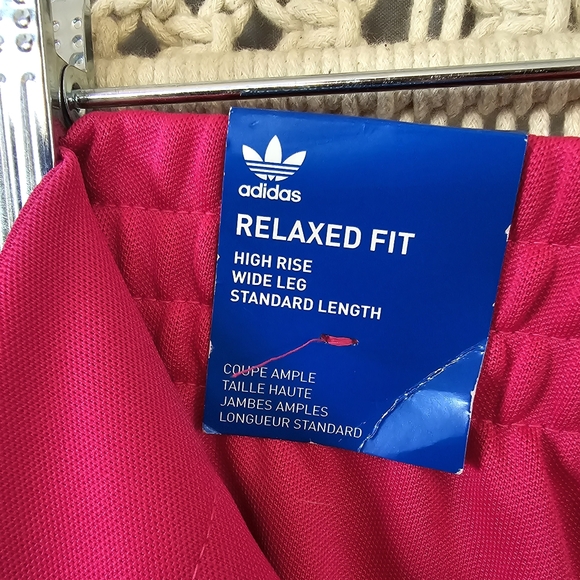 adidas
RELAXED FIT
HIGH RISE
WIDE LEG
STANDARD LENGTH
COUPE AMPLE
TAILLE HAUTE
JAMBES AMPLES
LONGUEUR STANDARD